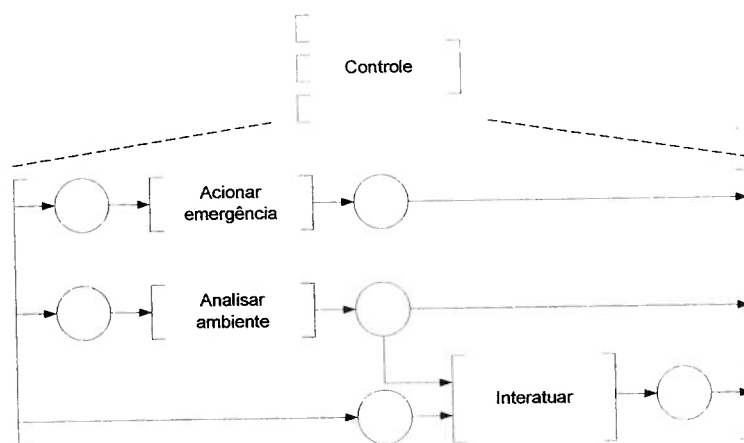 Controle
Acionar
emergência
Analisar
ambiente
Interatuar